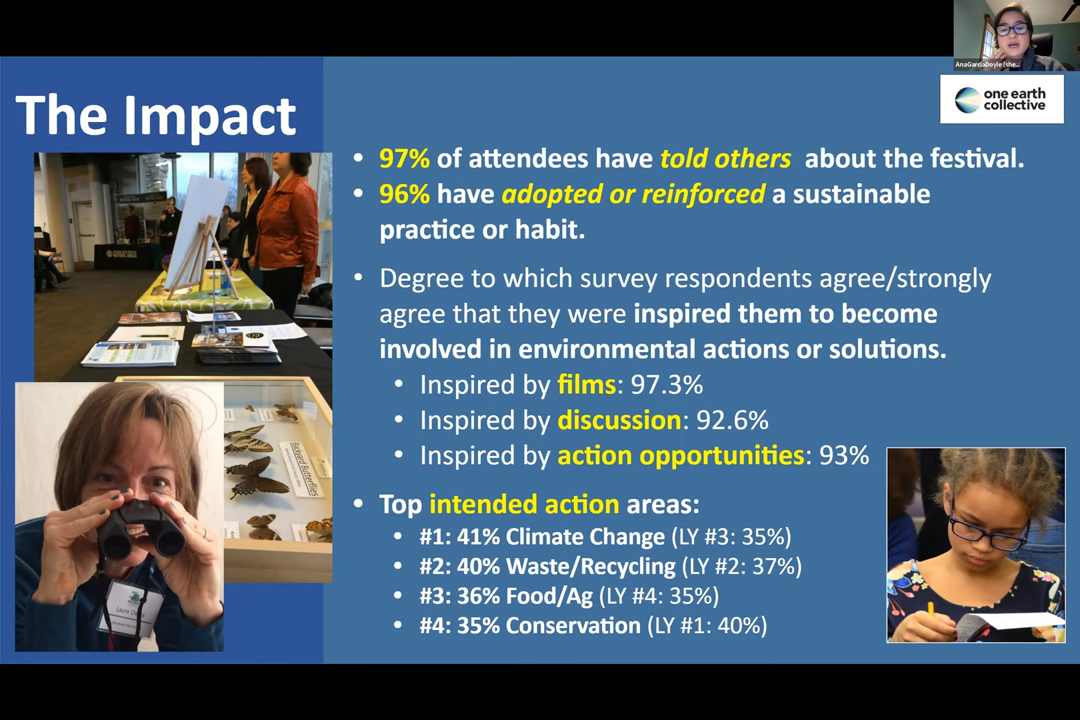 AnaGarciaDoyle (she...
one earth
collective
The Impact
• 97% of attendees have told others about the festival.
• 96% have adopted or reinforced a sustainable
practice or habit.
• Degree to which survey respondents agree/strongly
agree that they were inspired them to become
involved in environmental actions or solutions.
• Inspired by films: 97.3%
• Inspired by discussion: 92.6%
• Inspired by action opportunities: 93%
• Top intended action areas:
• #1: 41% Climate Change (LY #3: 35%)
• #2: 40% Waste/Recycling (LY #2: 37%)
• #3: 36% Food/Ag (LY #4: 35%)
• #4: 35% Conservation (LY #1: 40%)
Backyard Butterflies